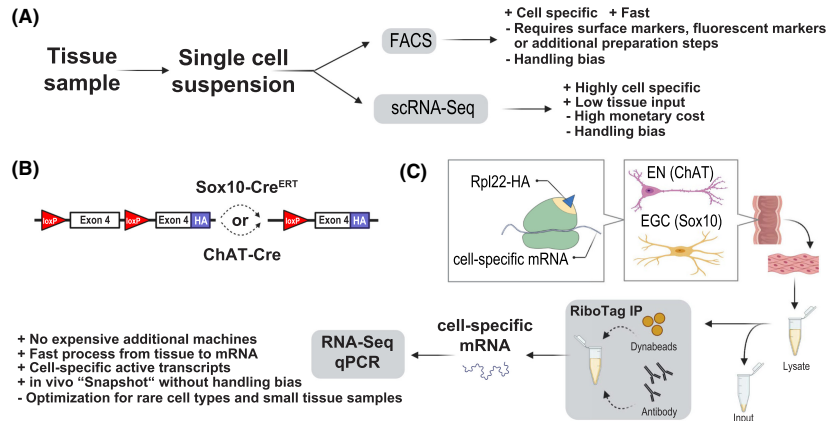 (A)
Tissue
sample
Single cell
suspension
FACS
+ Cell specific + Fast
- Requires surface markers, fluorescent markers
or additional preparation steps
- Handling bias
scRNA-Seq
+ Highly cell specific
+ Low tissue input
- High monetary cost
- Handling bias
(B)
Sox10-CreERT
loxP
Exon 4
loxP
Exon 4
HA
or
loxP
Exon 4
HA
ChAT-Cre
(C)
Rpl22-HA
cell-specific mRNA
EN (ChAT)
EGC (Sox10)
Lysate
Input
RiboTag IP
Dynabeads
Antibody
cell-specific
mRNA
RNA-Seq
qPCR
+ No expensive additional machines
+ Fast process from tissue to mRNA
+ Cell-specific active transcripts
+ in vivo “Snapshot“ without handling bias
- Optimization for rare cell types and small tissue samples